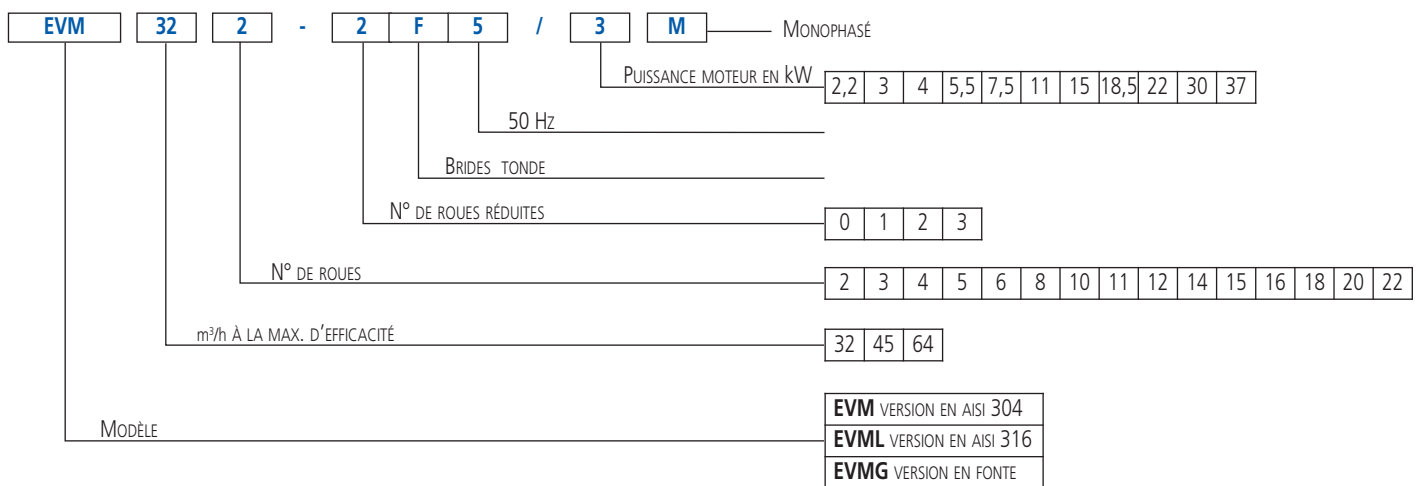 EVM 32 2 - 2 F 5 / 3 M Monophasé
Puissance moteur en kW 2,2 3 4 5,5 7,5 11 15 18,5 22 30 37
50 Hz
Brides tonde
N° de roues réduites 0 1 2 3
N° de roues 2 3 4 5 6 8 10 11 12 14 15 16 18 20 22
m³/h à la max. d'efficacité 32 45 64
EVM version en aisi 304
Modèle EVML version en aisi 316
EVMG version en fonte